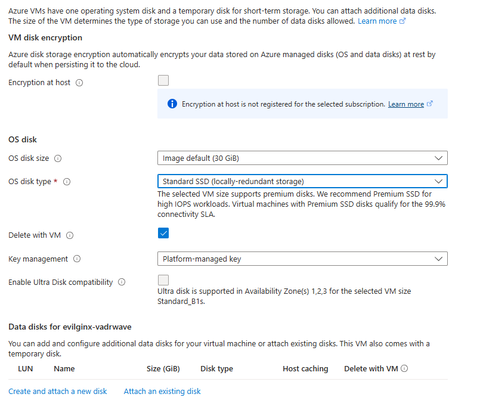 Azure VMs have one operating system disk and a temporary disk for short-term storage. You can attach additional data disks.
The size of the VM determines the type of storage you can use and the number of data disks allowed. Learn more
VM disk encryption
Azure disk storage encryption automatically encrypts your data stored on Azure managed disks (OS and data disks) at rest by
default when persisting it to the cloud.
Encryption at host
Encryption at host is not registered for the selected subscription. Learn more
OS disk
OS disk size
Image default (30 GiB)
OS disk type *
Standard SSD (locally-redundant storage)
The selected VM size supports premium disks. We recommend Premium SSD for
high IOPS workloads. Virtual machines with Premium SSD disks qualify for the 99.9%
connectivity SLA.
Delete with VM
Key management
Platform-managed key
Enable Ultra Disk compatibility
Ultra disk is supported in Availability Zone(s) 1,2,3 for the selected VM size
Standard_B1s.
Data disks for evilginx-vadrwave
You can add and configure additional data disks for your virtual machine or attach existing disks. This VM also comes with a
temporary disk.
LUN Name Size (GiB) Disk type Host caching Delete with VM
Create and attach a new disk Attach an existing disk